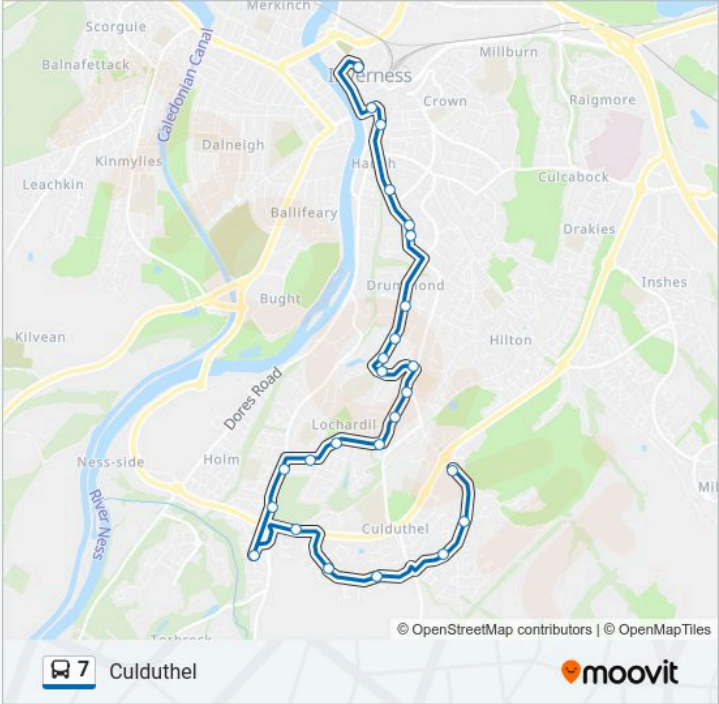 Merkinch
Scorguie
Millburn
Balnafettack
Caledonian Canal
Inverness
Crown
Raigmore
Dalneigh
Kinmylies
Culcabock
Leachkin
Ballifeary
Drakies
Inshes
Bught
Drummond
Kilvean
Hilton
Dores Road
Lochardil
Ness-side
Holm
River Ness
Culduthel
© OpenStreetMap contributors | © OpenMapTiles
7 Culduthel
moovit